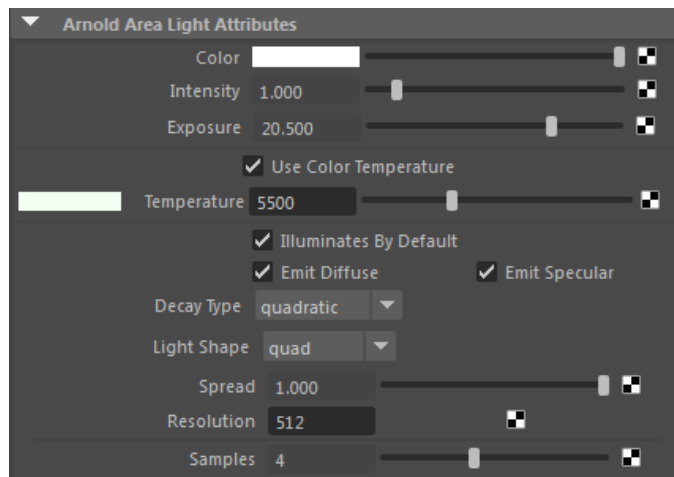 Arnold Area Light Attributes
Color
Intensity 1.000
Exposure 20.500
Use Color Temperature
Temperature 5500
Illuminates By Default
Emit Diffuse Emit Specular
Decay Type quadratic
Light Shape quad
Spread 1.000
Resolution 512
Samples 4